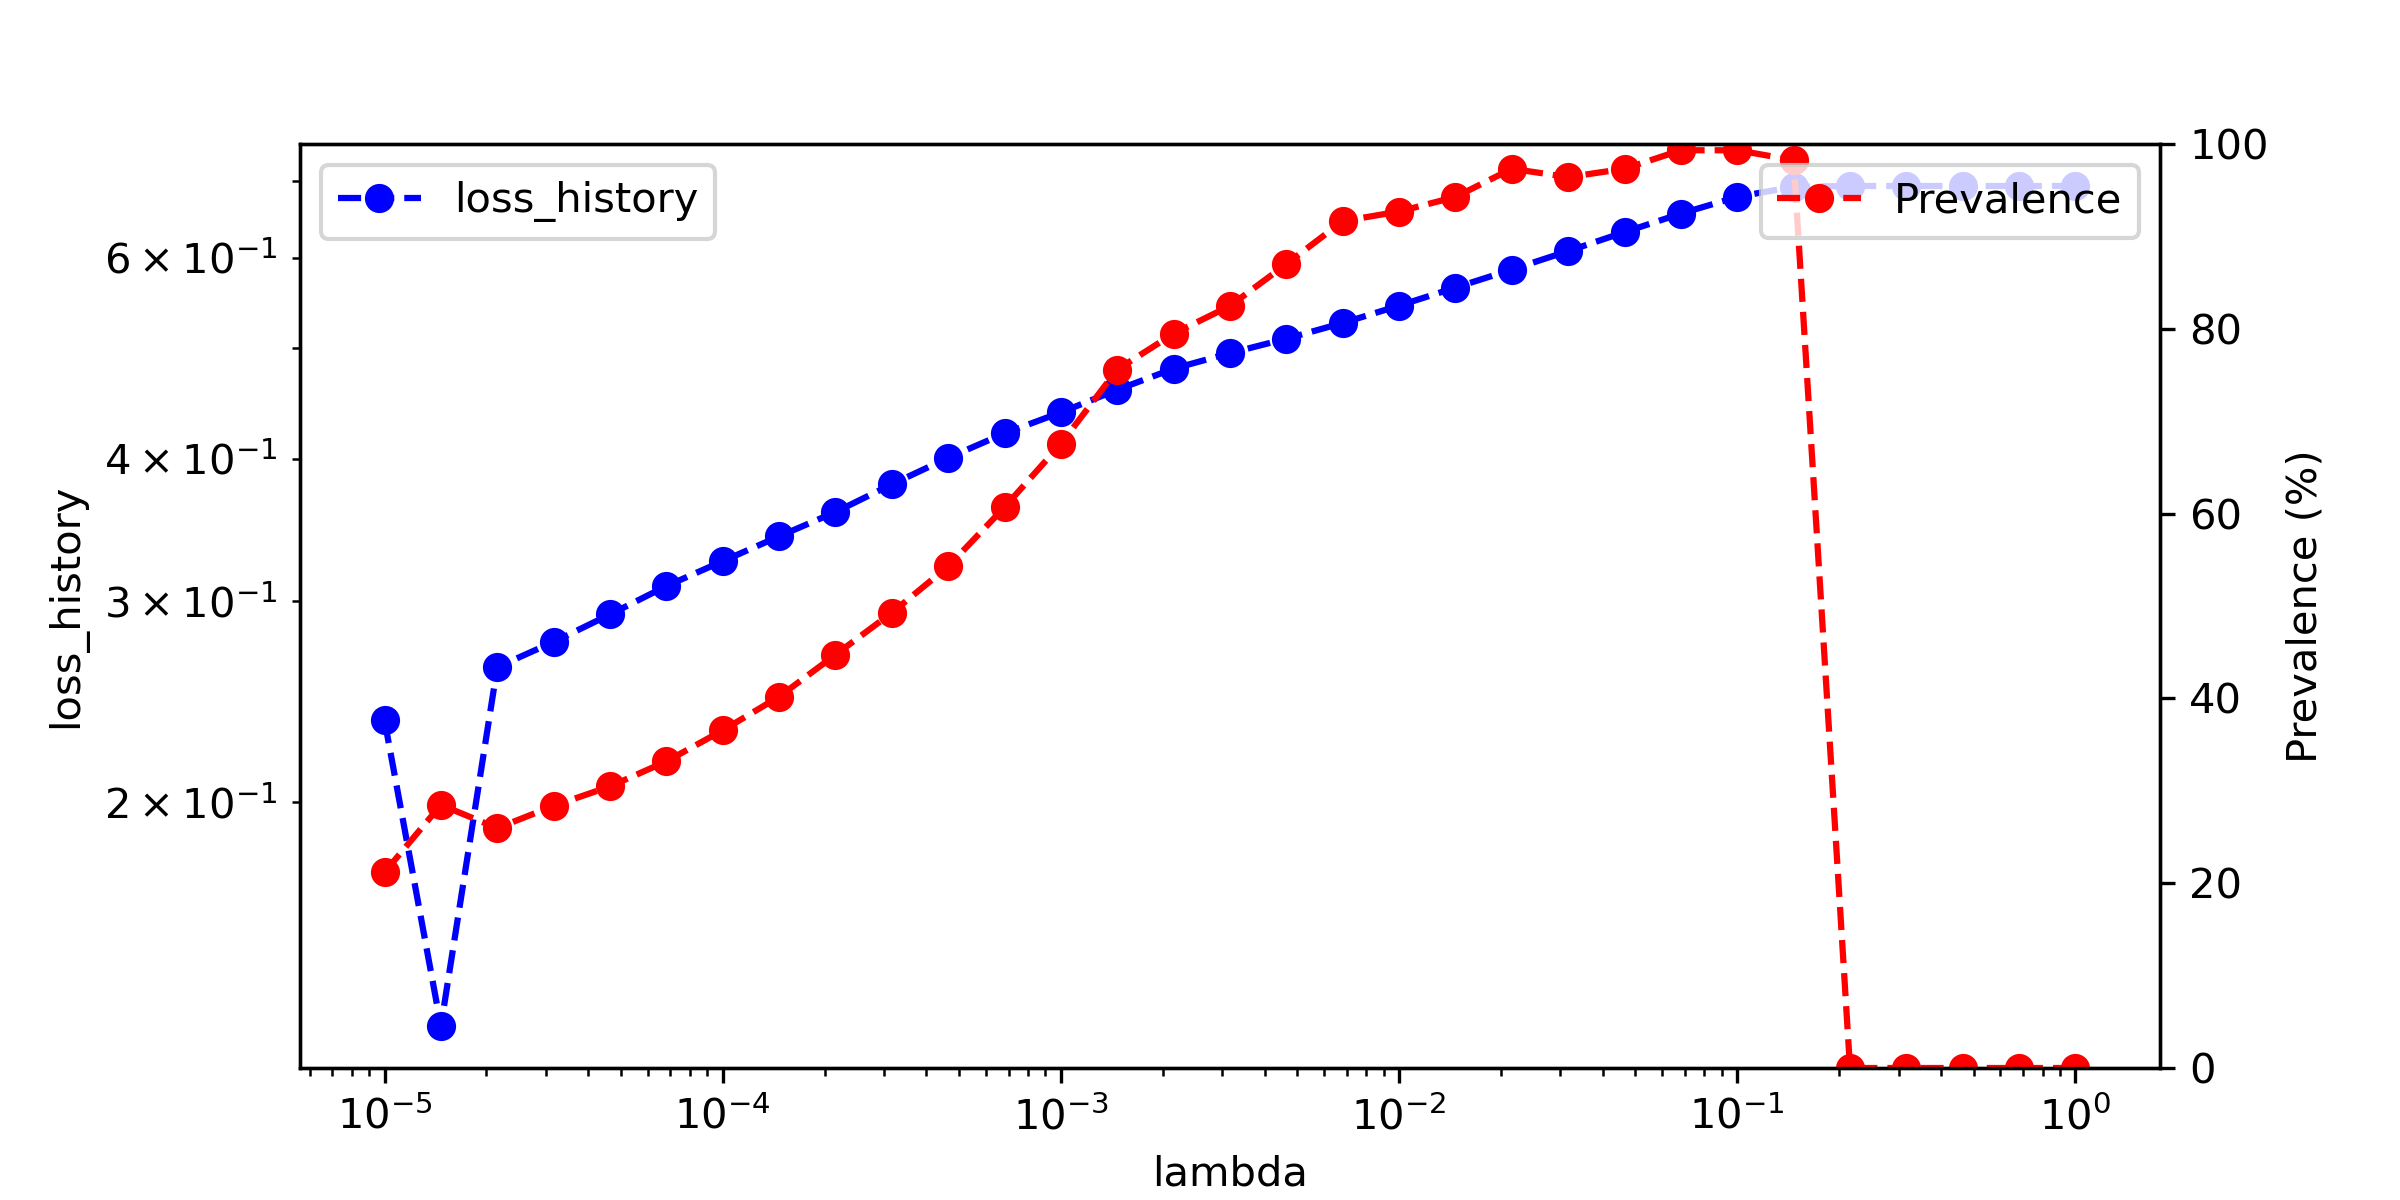 loss_history
Prevalence
100
80
60
40
20
0
6 × 10⁻¹
4 × 10⁻¹
3 × 10⁻¹
2 × 10⁻¹
loss_history
Prevalence (%)
10⁻⁵
10⁻⁴
10⁻³
10⁻²
10⁻¹
10⁰
lambda